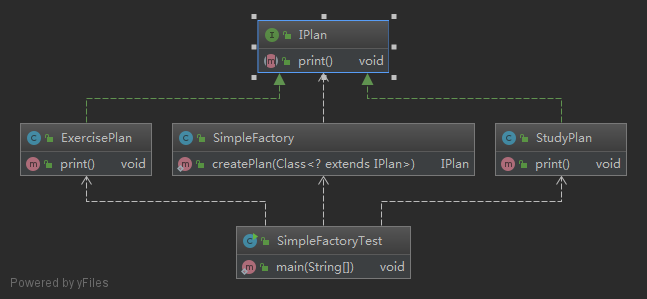 IPlan
print() void
ExercisePlan
print() void
SimpleFactory
createPlan(Class<? extends IPlan>) IPlan
StudyPlan
print() void
SimpleFactoryTest
main(String[]) void
Powered by yFiles